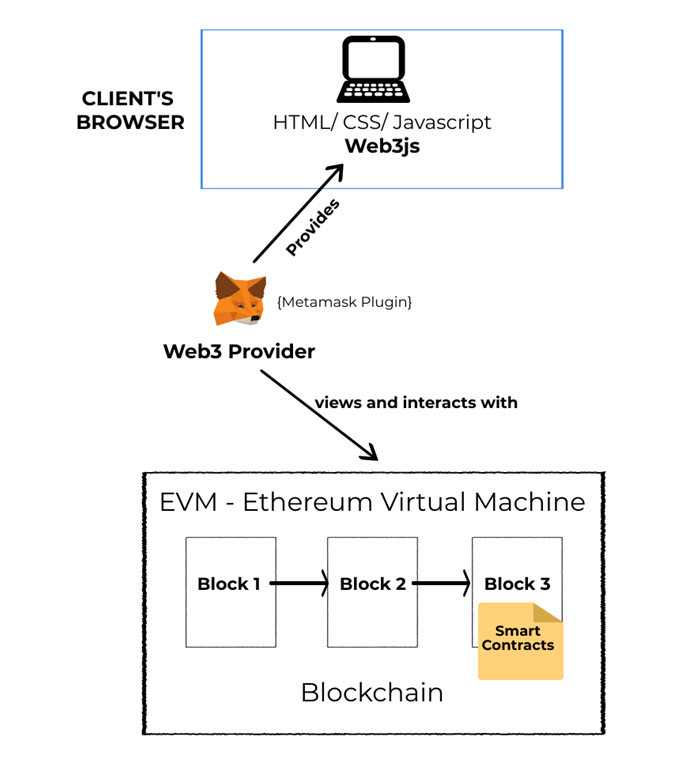 CLIENT'S
BROWSER
HTML/ CSS/ Javascript
Web3js
Provides
{Metamask Plugin}
Web3 Provider
views and interacts with
EVM - Ethereum Virtual Machine
Block 1
Block 2
Block 3
Smart
Contracts
Blockchain